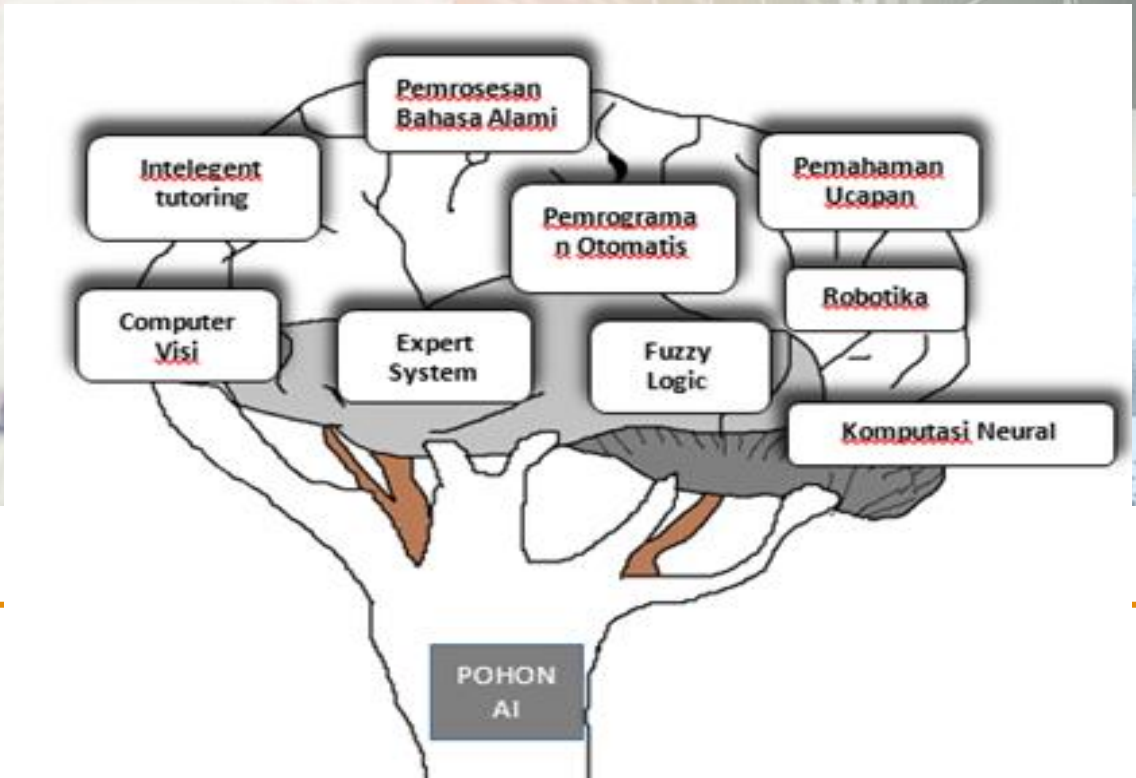 Pemrosesan
Bahasa Alami
Intelegent
tutoring
Pemahaman
Ucapan
Pemrograma
n Otomatis
Robotika
Computer
Visi
Expert
System
Fuzzy
Logic
Komputasi Neural
POHON
AI